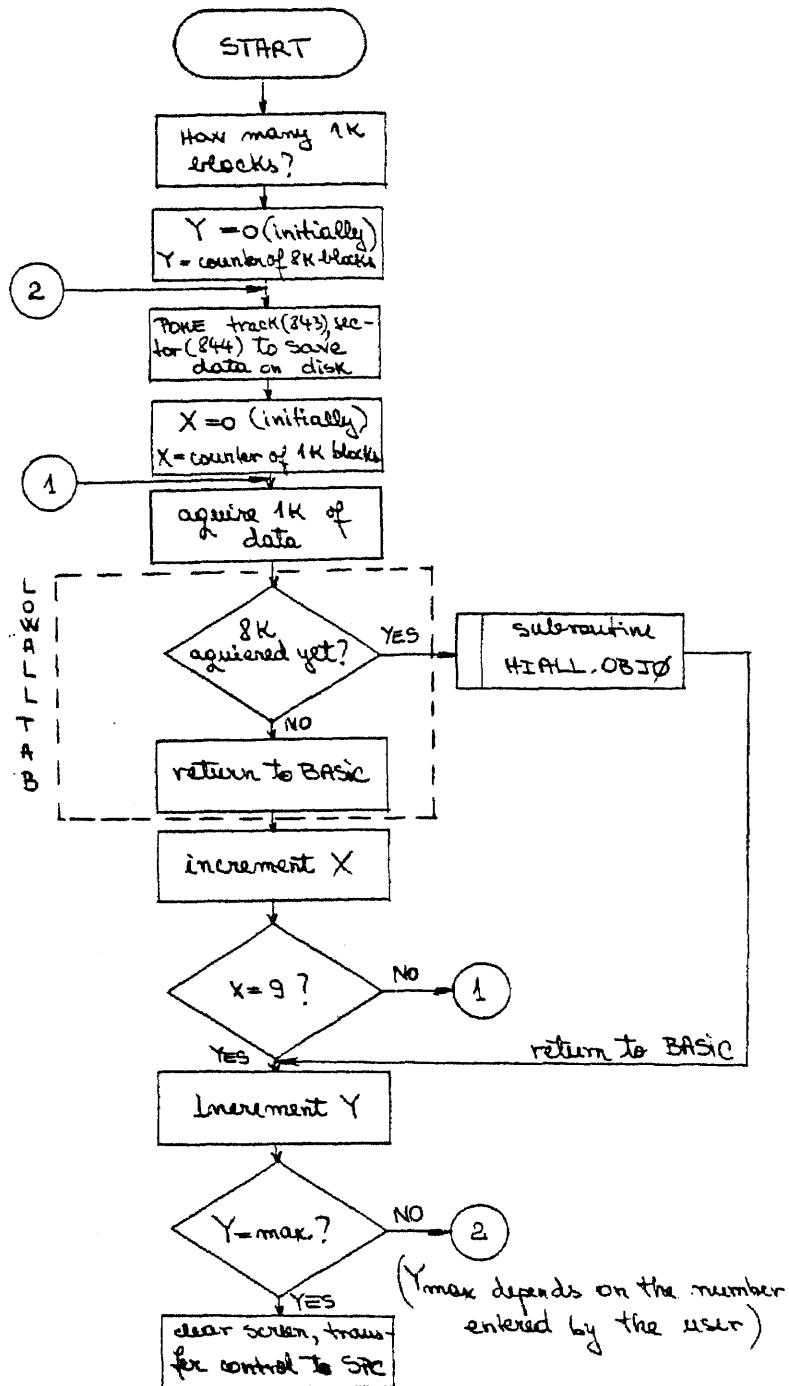 START
How many 1K
blocks?
Y = 0 (initially)
Y = counter of 8K blocks
2
POKE track(843), sec-
tor(844) to save
data on disk
X = 0 (initially)
X = counter of 1K blocks
1
aquire 1K of
data
LOWALLTAB
8K
aquiered yet?
YES
subroutine
HIALL.OBJØ
NO
return to BASIC
increment X
X = 9 ?
NO
1
YES
return to BASIC
Increment Y
Y = max?
NO
2
(Ymax depends on the number
entered by the user)
YES
clear screen, trans-
fer control to SPC